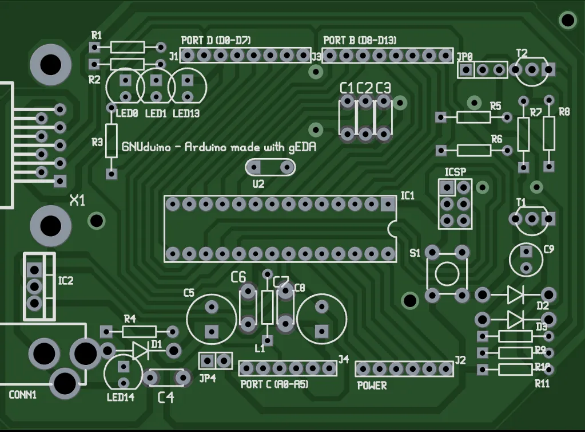 R1
PORT D (D0-D7)
PORT B (D8-D13)
J1
J3
T2
JP0
R2
LED0 LED1 LED13
C1 C2 C3
R5
R7
R8
R3
GNUduino - Arduino made with gEDA
R6
U2
ICSP
X1
IC1
T1
S1
C9
IC2
C6
C7
C8
C5
D2
R4
D3
D1
L1
R9
J4
J2
JP4
R10
PORT C (A0-A5)
POWER
R11
CONN1
LED14
C4